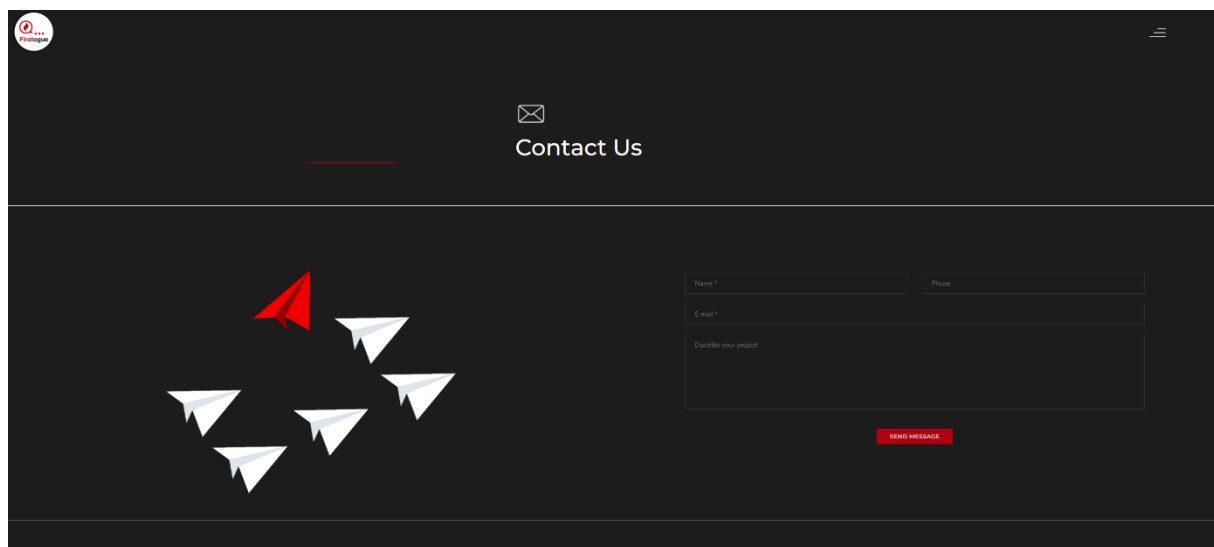 Firelogue
Contact Us
Name *
Phone
E-mail *
Describe your project
SEND MESSAGE